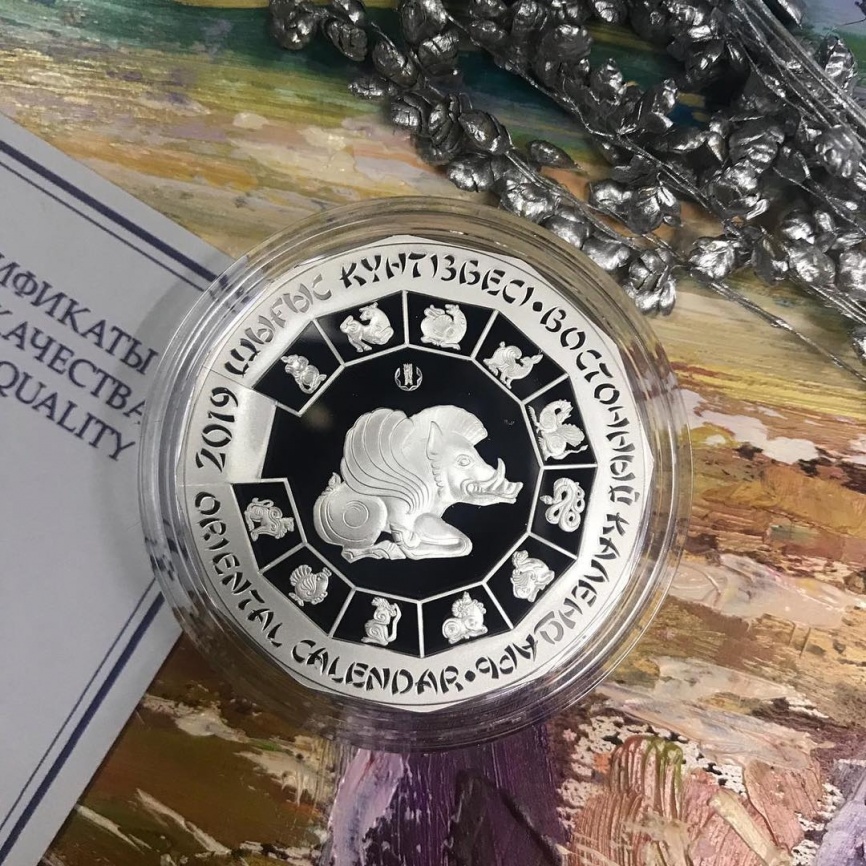 ИФИКАТЫ
КАЧЕСТВА
QUALITY
2019 ШЫҒЫС КҮНТІЗБЕСІ • ВОСТОЧНЫЙ КАЛЕНДАРЬ • ORIENTAL CALENDAR